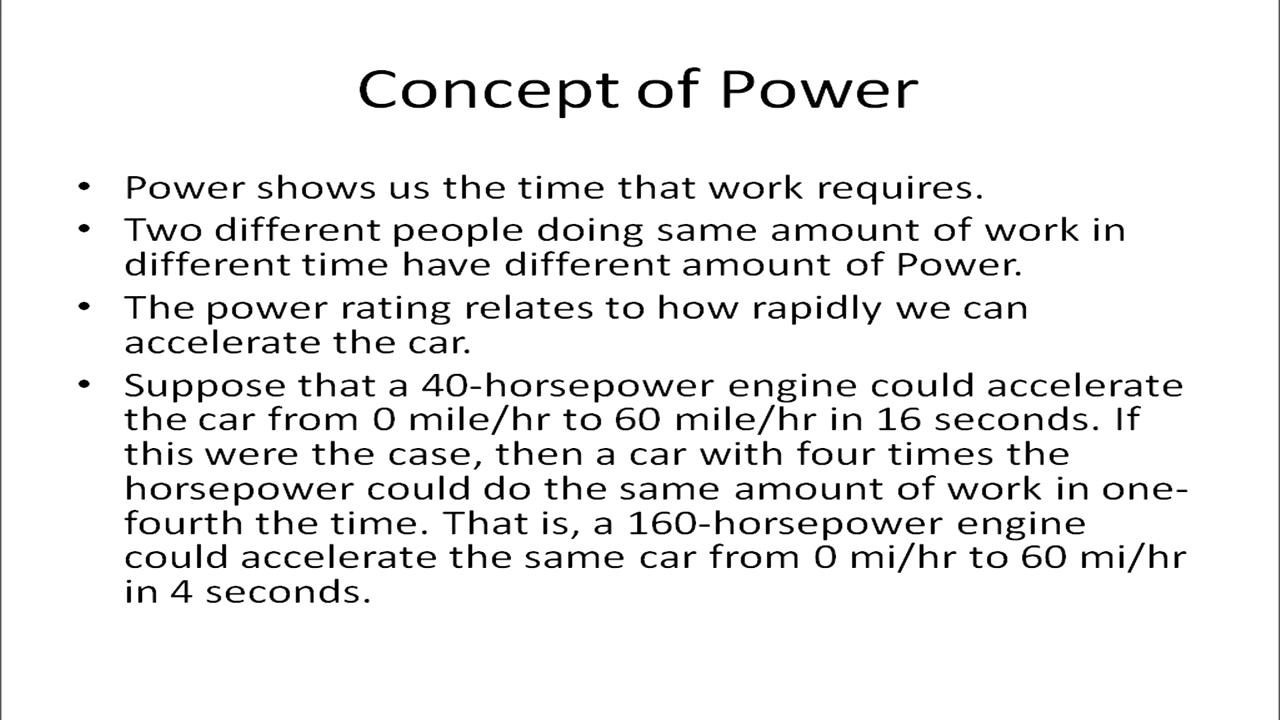 Concept of Power
• Power shows us the time that work requires.
• Two different people doing same amount of work in
different time have different amount of Power.
• The power rating relates to how rapidly we can
accelerate the car.
• Suppose that a 40-horsepower engine could accelerate
the car from 0 mile/hr to 60 mile/hr in 16 seconds. If
this were the case, then a car with four times the
horsepower could do the same amount of work in one-
fourth the time. That is, a 160-horsepower engine
could accelerate the same car from 0 mi/hr to 60 mi/hr
in 4 seconds.